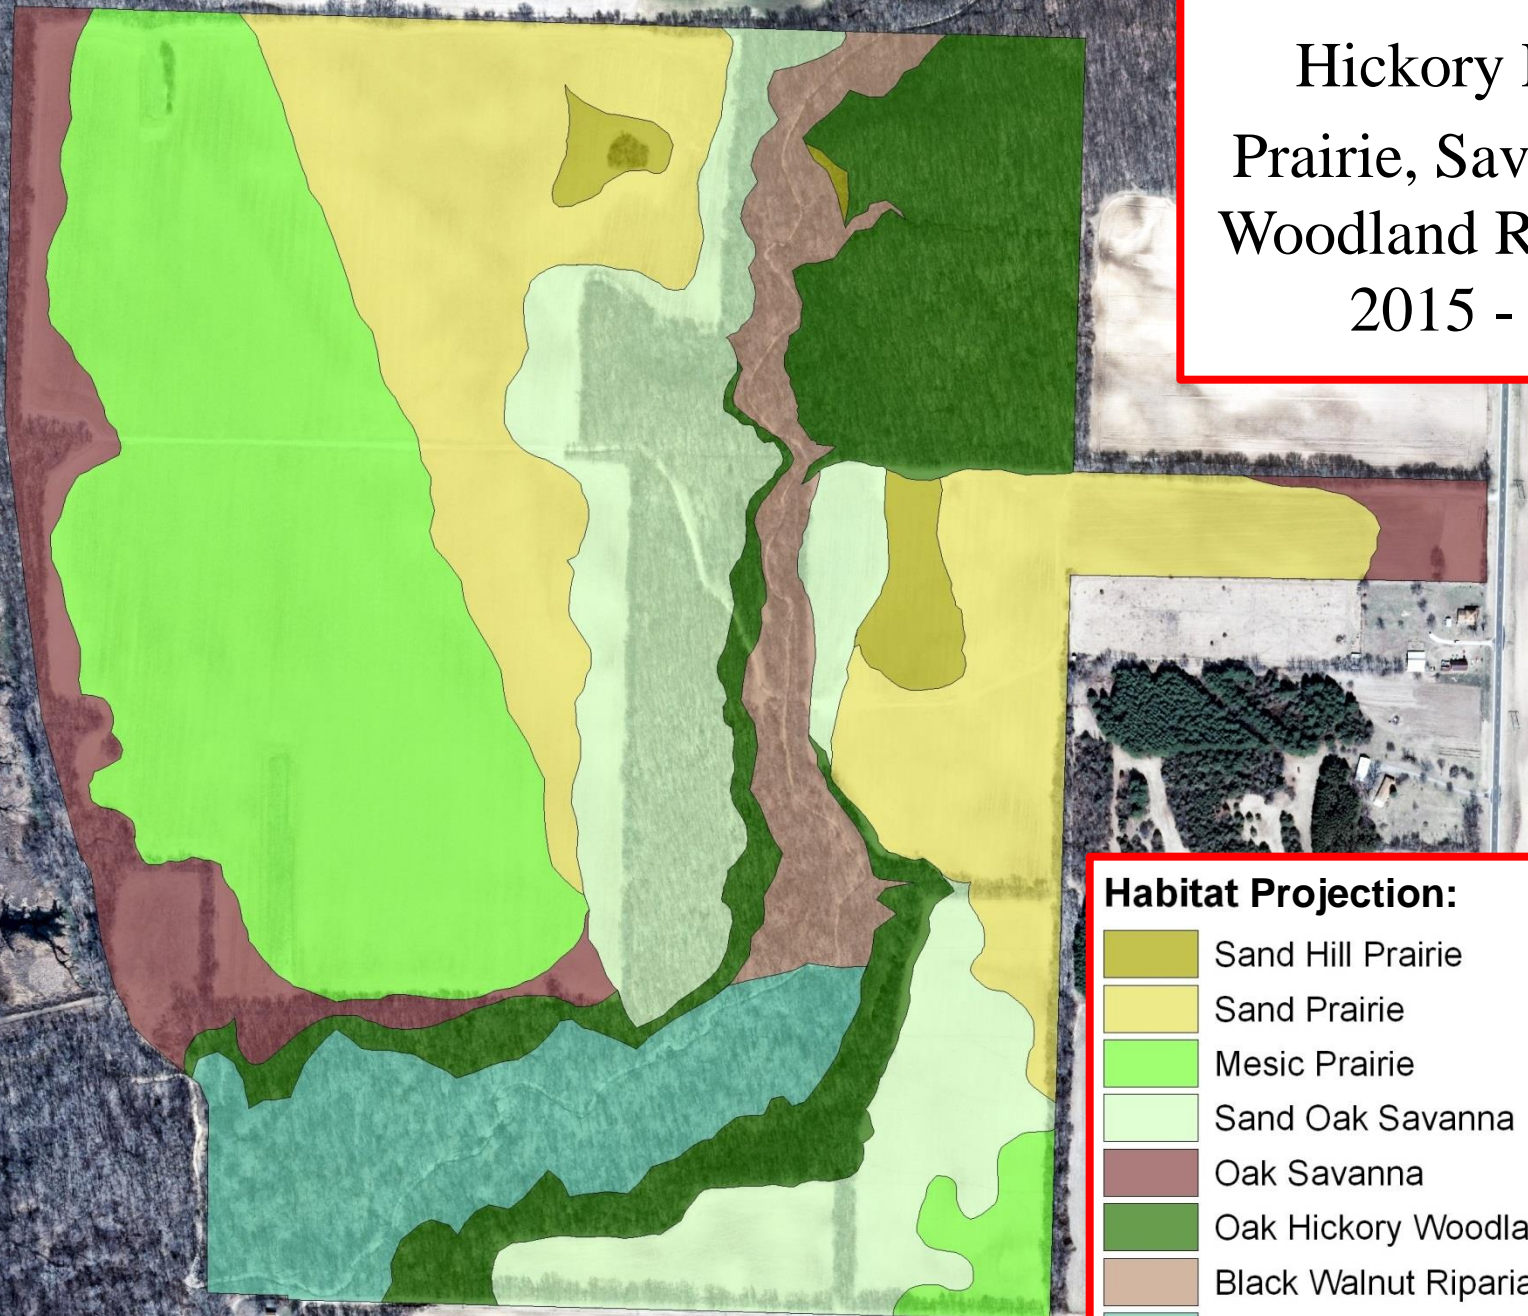 Hickory
Prairie, Sav
Woodland R
2015 -
Habitat Projection:
Sand Hill Prairie
Sand Prairie
Mesic Prairie
Sand Oak Savanna
Oak Savanna
Oak Hickory Woodla
Black Walnut Riparia